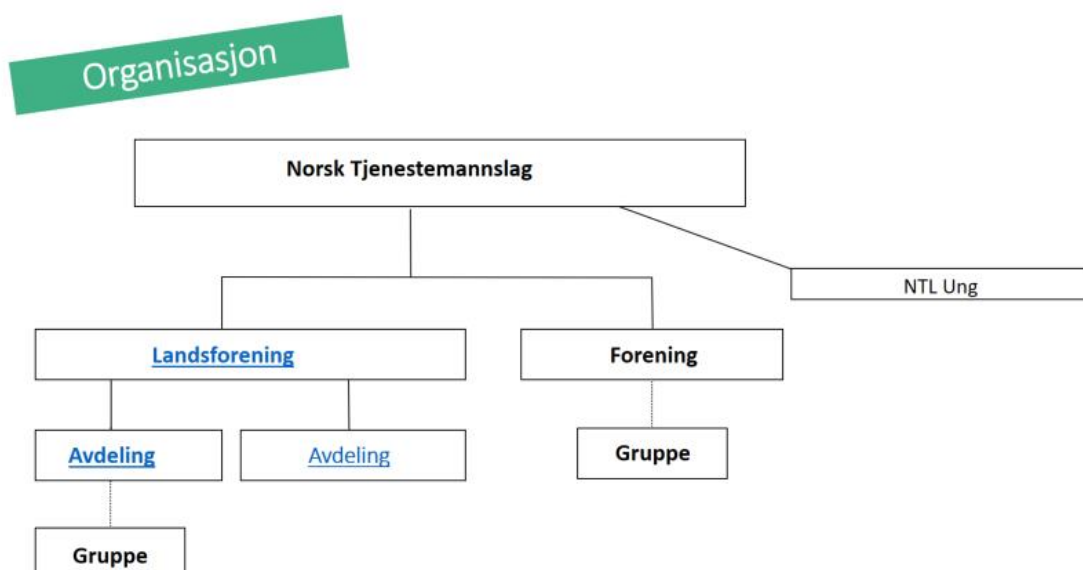 Organisasjon
Norsk Tjenestemannslag
NTL Ung
Landsforening
Forening
Avdeling
Avdeling
Gruppe
Gruppe